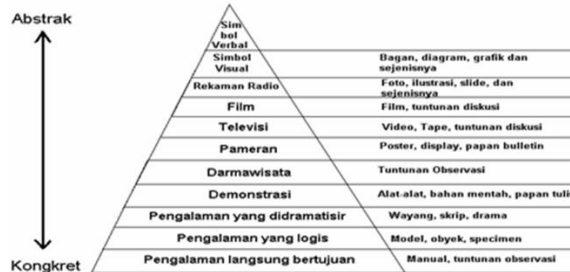 Abstrak
Sim
bol
Verbal
Simbol
Visual
Bagan, diagram, grafik dan
sejenisnya
Rekaman Radio
Foto, ilustrasi, slide, dan
sejenisnya
Film
Film, tuntunan diskusi
Televisi
Video, Tape, tuntunan diskusi
Pameran
Poster, display, papan bulletin
Darmawisata
Tuntunan Observasi
Demonstrasi
Alat-alat, bahan mentah, papan tulis
Pengalaman yang didramatisir
Wayang, skrip, drama
Pengalaman yang logis
Model, obyek, specimen
Kongkret
Pengalaman langsung bertujuan
Manual, tuntunan observasi